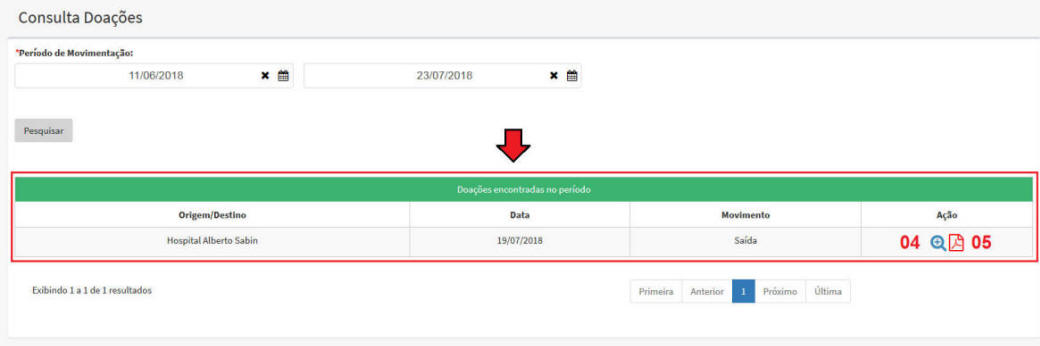 Consulta Doações
*Período de Movimentação:
11/06/2018 23/07/2018
Pesquisar
Doações encontradas no período
Origem/Destino Data Movimento Ação
Hospital Alberto Sabin 19/07/2018 Saída 04 05
Exibindo 1 a 1 de 1 resultados Primeira Anterior 1 Próximo Última